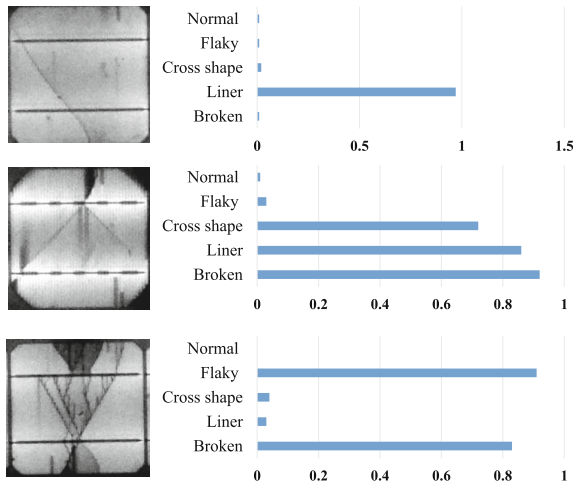 Normal
Flaky
Cross shape
Liner
Broken
0 0.5 1 1.5
Normal
Flaky
Cross shape
Liner
Broken
0 0.2 0.4 0.6 0.8 1
Normal
Flaky
Cross shape
Liner
Broken
0 0.2 0.4 0.6 0.8 1